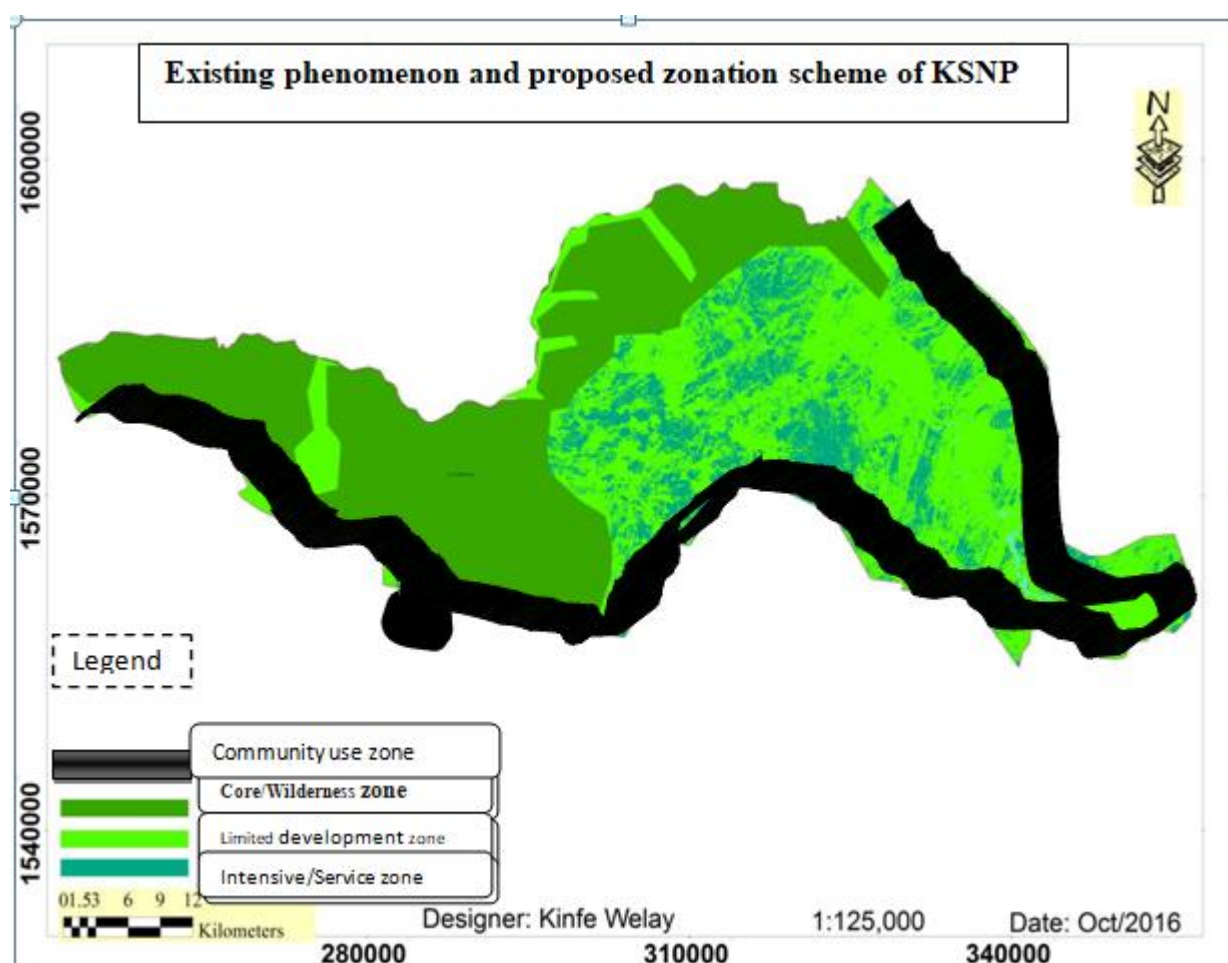 Existing phenomenon and proposed zonation scheme of KSNP
N
1600000
1570000
1540000
Legend
Community use zone
Core/Wilderness zone
Limited development zone
Intensive/Service zone
01.53 6 9 12
Kilometers
Designer: Kinfe Welay 1:125,000 Date: Oct/2016
280000 310000 340000